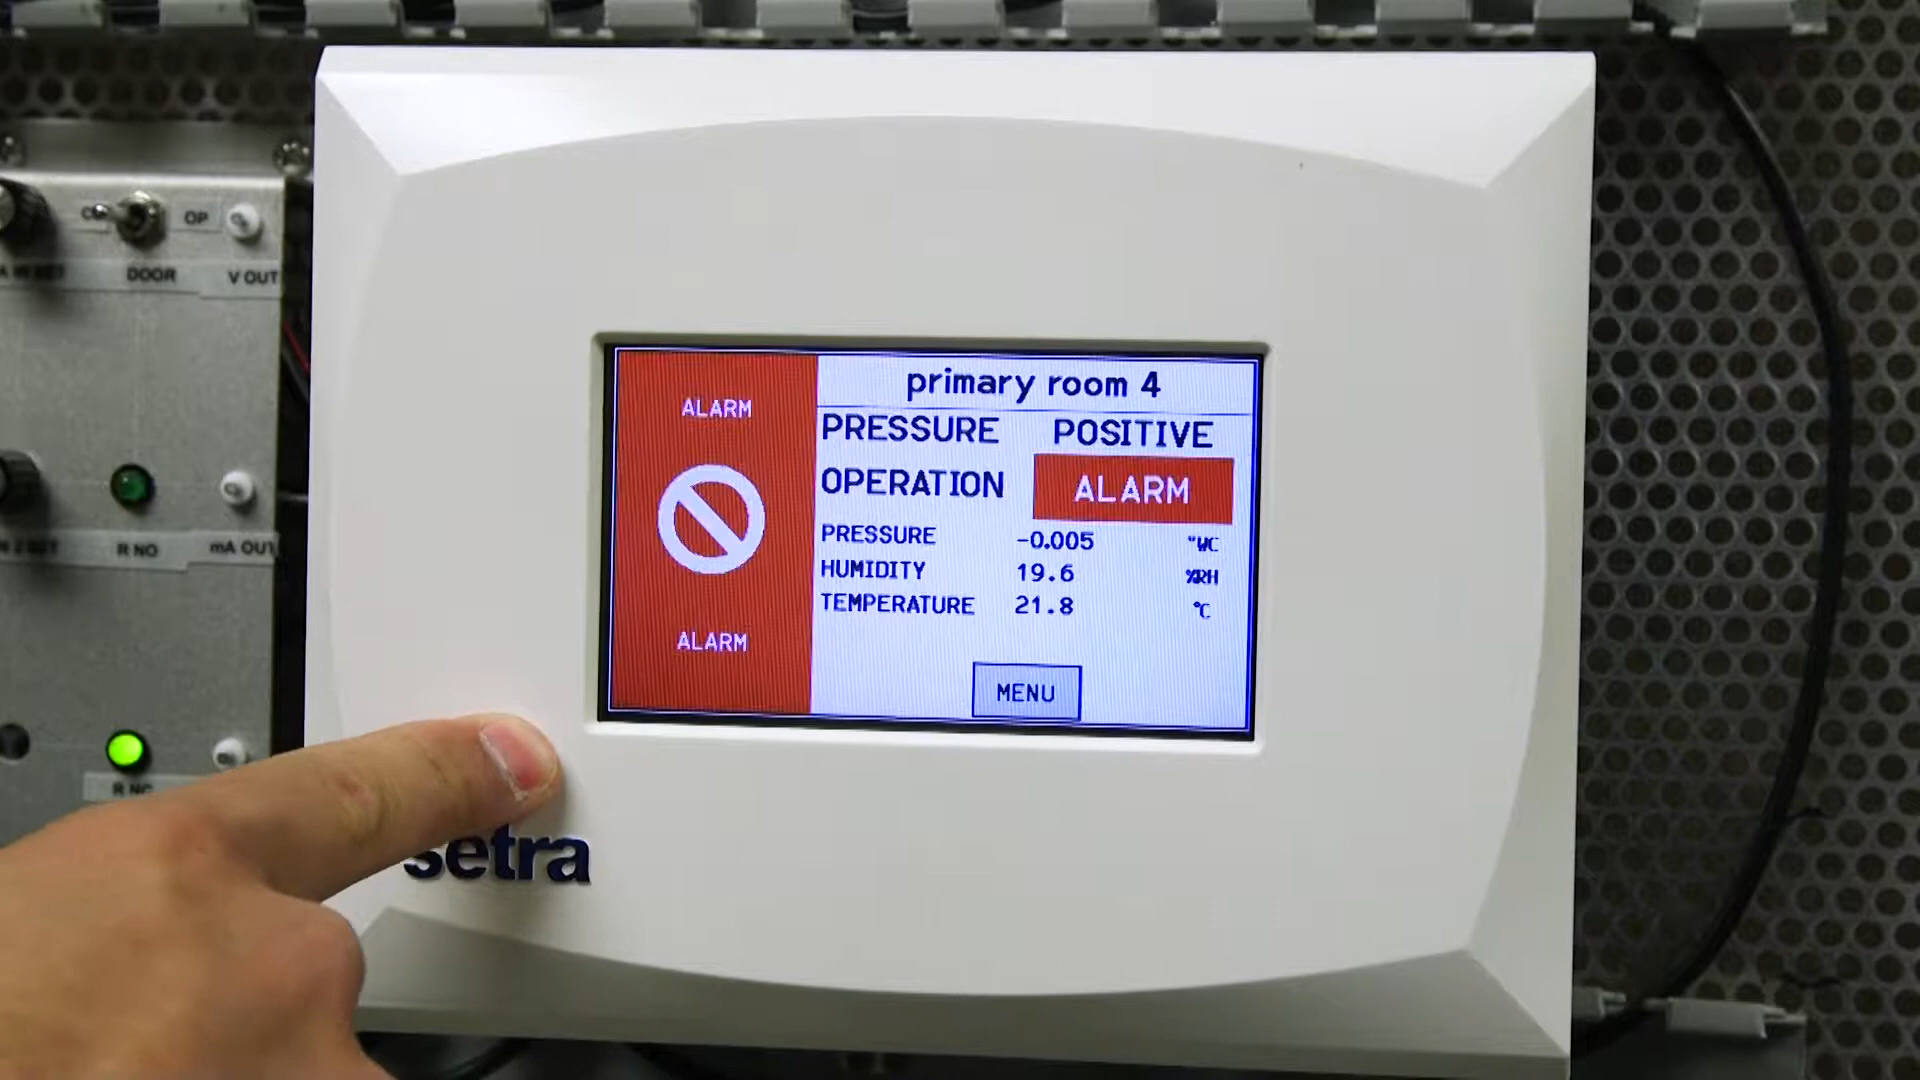 OP
DOOR
V OUT
R NO
mA OUT
R NC
ALARM
ALARM
primary room 4
PRESSURE POSITIVE
OPERATION ALARM
PRESSURE -0.005 "WC
HUMIDITY 19.6 %RH
TEMPERATURE 21.8 °C
MENU
setra